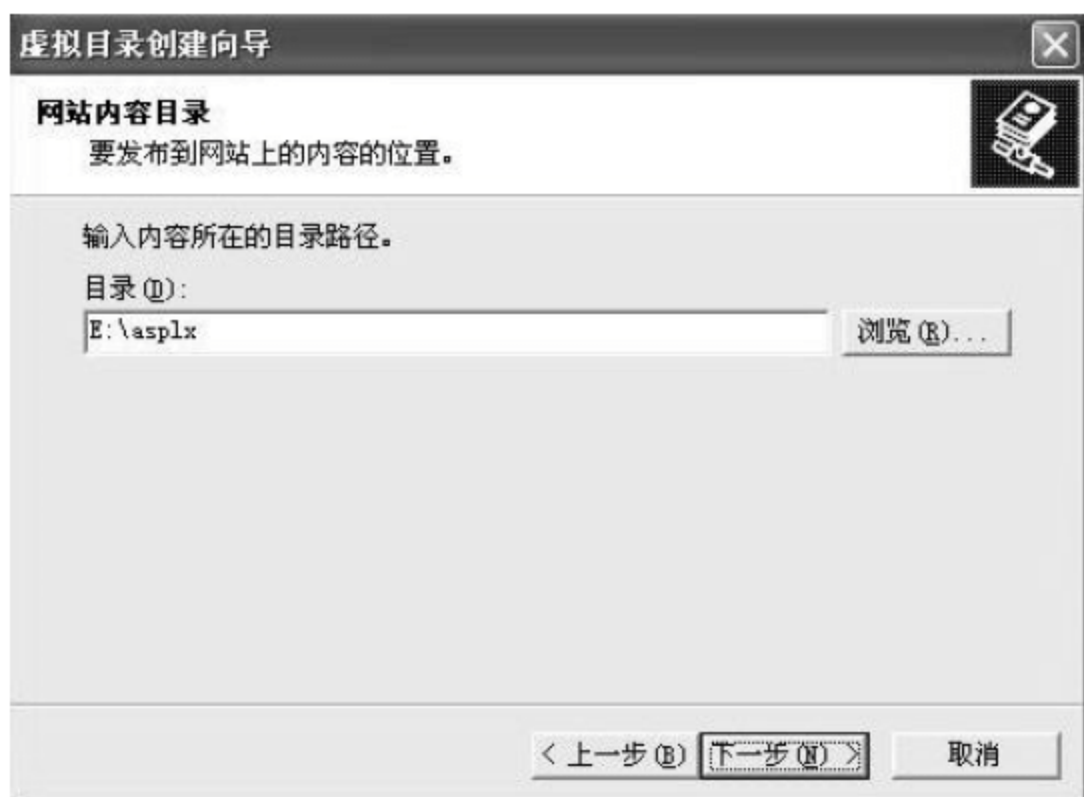 虚拟目录创建向导
网站内容目录
要发布到网站上的内容的位置。
输入内容所在的目录路径。
目录(D):
E:\asplx
浏览(R)...
< 上一步(B)
下一步(N) >
取消